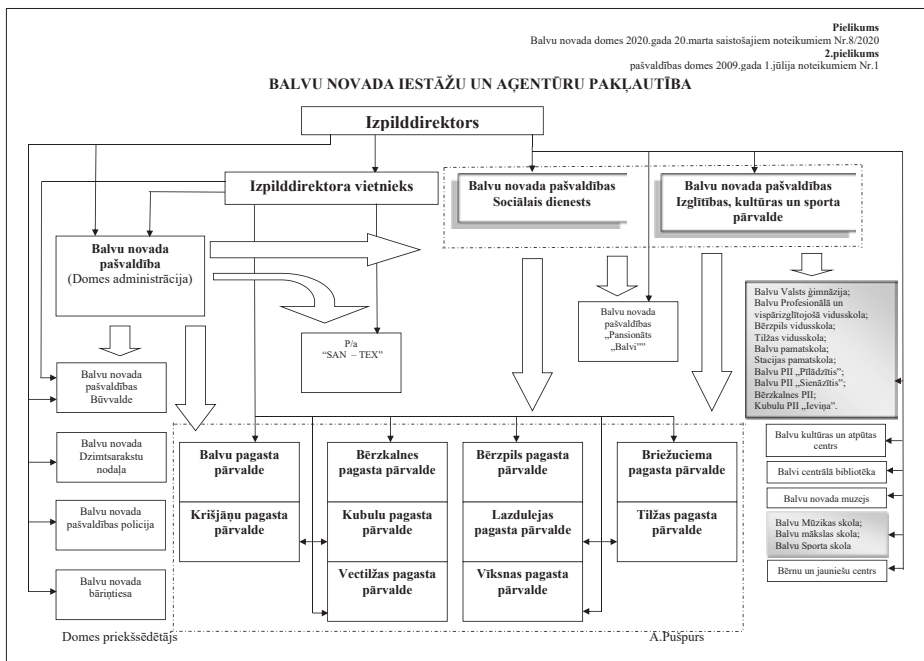 Pielikums
Balvu novada domes 2020.gada 20.marta saistošajiem noteikumiem Nr.8/2020
2.pielikums
pašvaldības domes 2009.gada 1.jūlija noteikumiem Nr.1
BALVU NOVADA IESTĀŽU UN AĢENTŪRU PAKĻAUTĪBA
Izpilddirektors
Izpilddirektora vietnieks
Balvu novada pašvaldības
Sociālais dienests
Balvu novada pašvaldības
Izglītības, kultūras un sporta
pārvalde
Balvu novada
pašvaldība
(Domes administrācija)
P/a
“SAN – TEX”
Balvu novada
pašvaldības
„Pansionāts
„Balvi””
Balvu Valsts ģimnāzija;
Balvu Profesionālā un
vispārizglītojošā vidusskola;
Bērzpils vidusskola;
Tilžas vidusskola;
Balvu pamatskola;
Stacijas pamatskola;
Balvu PII „Pīlādzītis”;
Balvu PII „Sienāzītis”;
Bērzkalnes PII;
Kubulu PII „Ieviņa”.
Balvu novada
pašvaldības
Būvvalde
Balvu novada
Dzimtsarakstu
nodaļa
Balvu novada
pašvaldības policija
Balvu novada
bāriņtiesa
Balvu pagasta
pārvalde
Bērzkalnes
pagasta pārvalde
Bērzpils pagasta
pārvalde
Briežuciema
pagasta pārvalde
Krišjāņu pagasta
pārvalde
Kubulu pagasta
pārvalde
Lazdulejas
pagasta pārvalde
Tilžas pagasta
pārvalde
Vectilžas pagasta
pārvalde
Vīksnas pagasta
pārvalde
Balvu kultūras un atpūtas
centrs
Balvi centrālā bibliotēka
Balvu novada muzejs
Balvu Mūzikas skola;
Balvu mākslas skola;
Balvu Sporta skola
Bērnu un jauniešu centrs
Domes priekšsēdētājs
A.Pušpurs